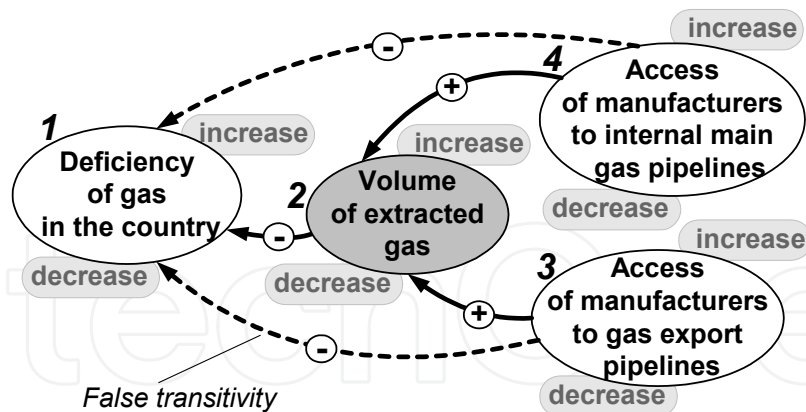 increase
-
4
Access
of manufacturers
to internal main
gas pipelines
decrease
+
1
increase
Deficiency
of gas
in the country
decrease
increase
2
Volume
of extracted
gas
decrease
-
3
increase
Access
of manufacturers
to gas export
pipelines
decrease
+
-
False transitivity